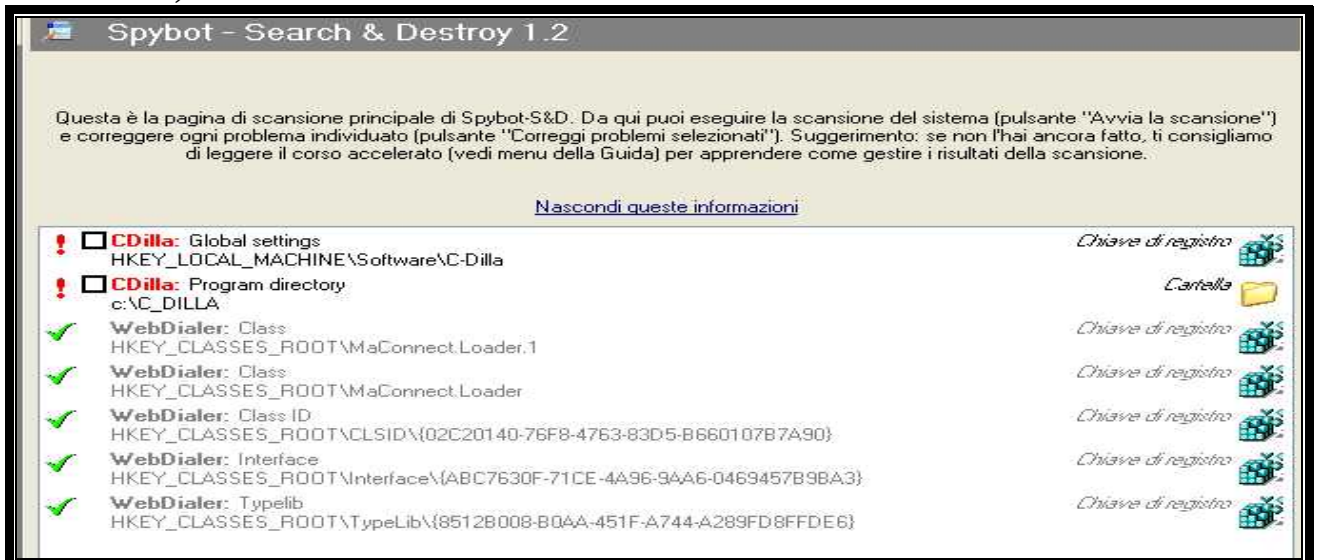 Spybot - Search & Destroy 1.2
Questa è la pagina di scansione principale di Spybot-S&D. Da qui puoi eseguire la scansione del sistema (pulsante "Avvia la scansione")
e correggere ogni problema individuato (pulsante "Correggi problemi selezionati"). Suggerimento: se non l'hai ancora fatto, ti consigliamo
di leggere il corso accelerato (vedi menu della Guida) per apprendere come gestire i risultati della scansione.
Nascondi queste informazioni
CDilla: Global settings Chiave di registro
HKEY_LOCAL_MACHINE\Software\C-Dilla
CDilla: Program directory Cartella
c:\C_DILLA
WebDialer: Class Chiave di registro
HKEY_CLASSES_ROOT\MaConnect.Loader.1
WebDialer: Class Chiave di registro
HKEY_CLASSES_ROOT\MaConnect.Loader
WebDialer: Class ID Chiave di registro
HKEY_CLASSES_ROOT\CLSID\{02C20140-76F8-4763-83D5-B660107B7A90}
WebDialer: Interface Chiave di registro
HKEY_CLASSES_ROOT\Interface\{ABC7630F-71CE-4A96-9AA6-0469457B9BA3}
WebDialer: Typelib Chiave di registro
HKEY_CLASSES_ROOT\TypeLib\{8512B008-B0AA-451F-A744-A289FD8FFDE6}